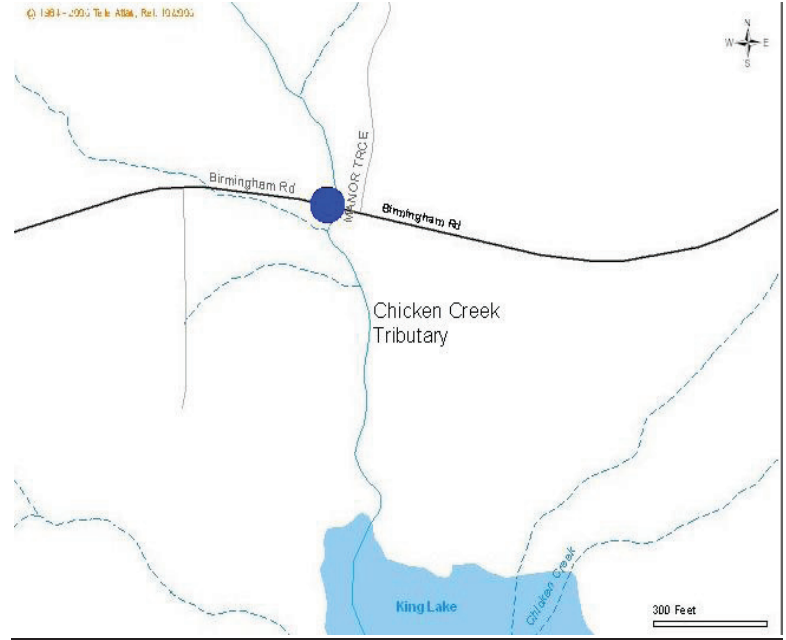 N
W E
S
MANOR TRCE
Birmingham Rd
Birmingham Rd
Chicken Creek
Tributary
Chicken Creek
King Lake
300 Feet